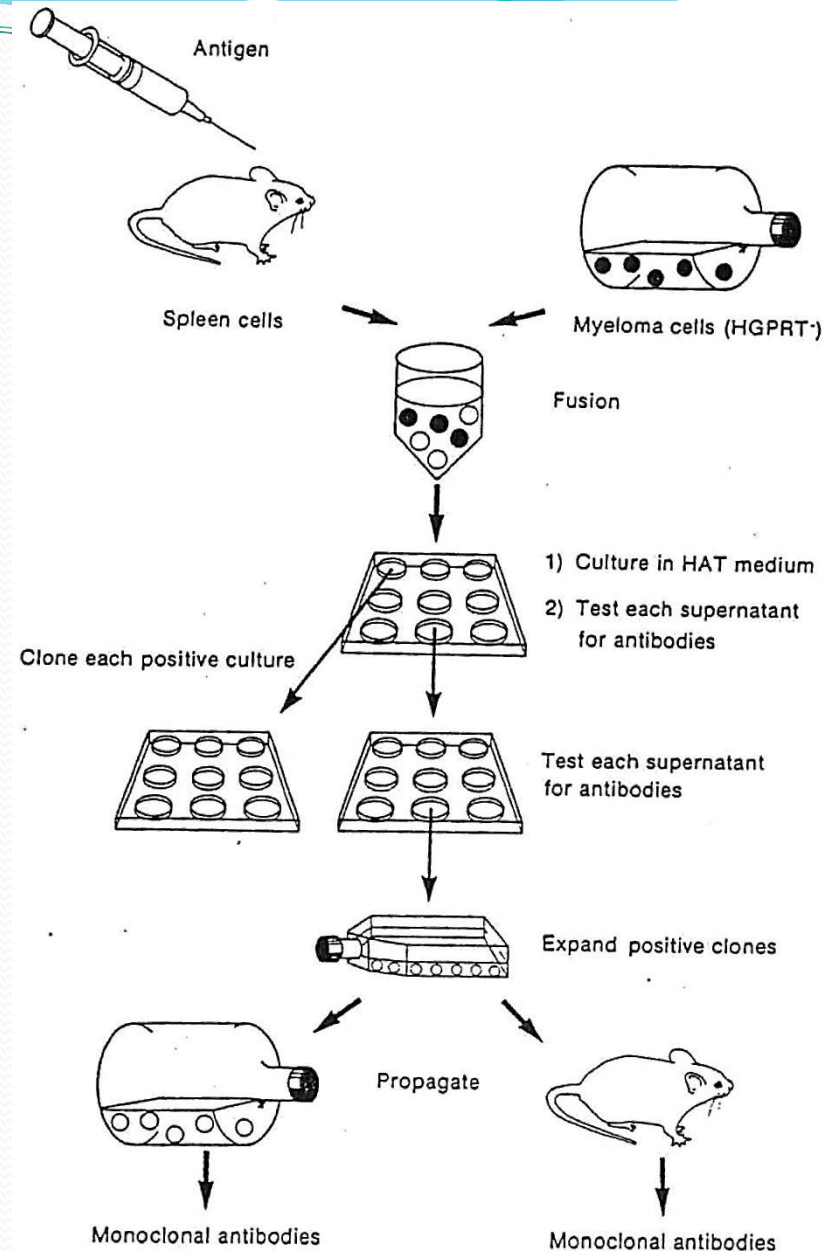 Antigen
Spleen cells
Myeloma cells (HGPRT-)
Fusion
1) Culture in HAT medium
2) Test each supernatant
for antibodies
Clone each positive culture
Test each supernatant
for antibodies
Expand positive clones
Propagate
Monoclonal antibodies
Monoclonal antibodies